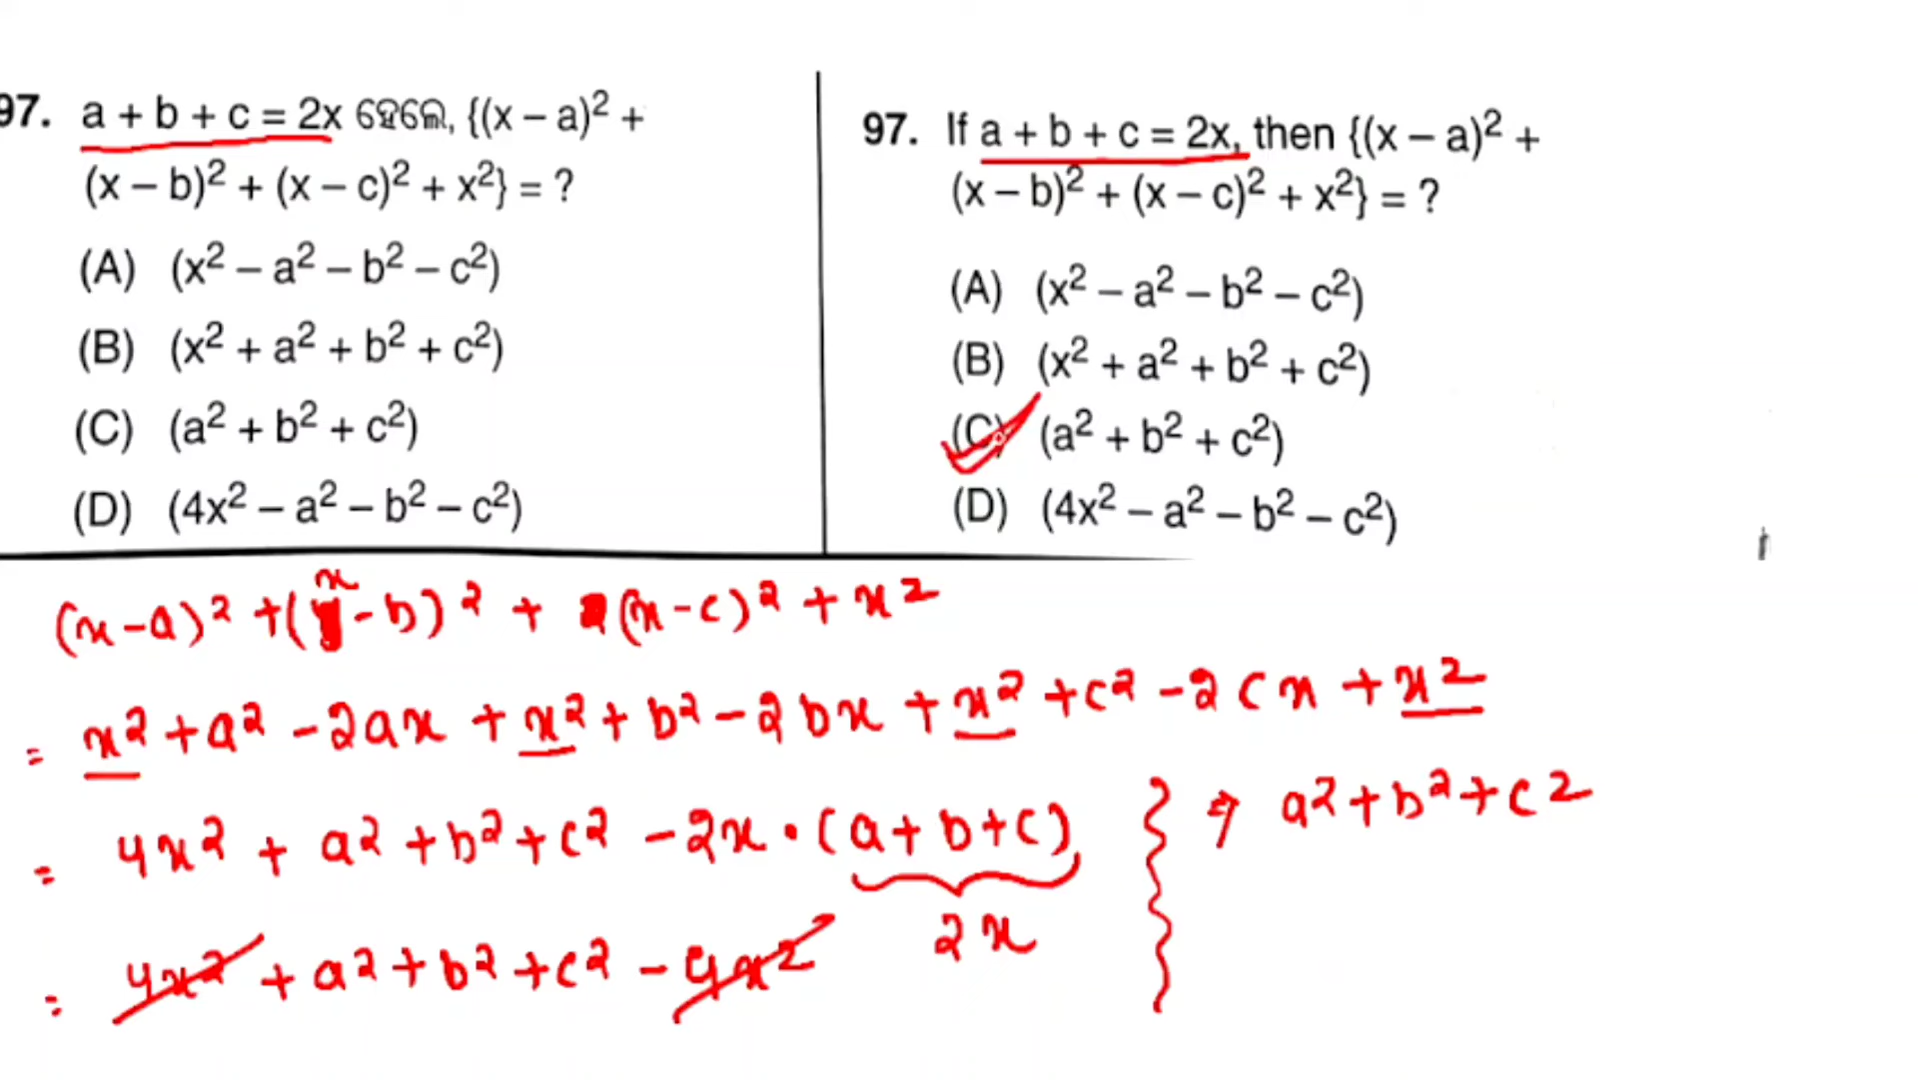 97. a + b + c = 2x ହେଲେ, {(x – a)² +
(x – b)² + (x – c)² + x²} = ?
(A) (x² – a² – b² – c²)
(B) (x² + a² + b² + c²)
(C) (a² + b² + c²)
(D) (4x² – a² – b² – c²)
97. If a + b + c = 2x, then {(x – a)² +
(x – b)² + (x – c)² + x²} = ?
(A) (x² – a² – b² – c²)
(B) (x² + a² + b² + c²)
(C) (a² + b² + c²)
(D) (4x² – a² – b² – c²)
(x-a)² + (x-b)² + (x-c)² + x²
= x² + a² - 2ax + x² + b² - 2bx + x² + c² - 2cx + x²
= 4x² + a² + b² + c² - 2x · (a + b + c)
2x
= 4x² + a² + b² + c² - 4x²
⇒ a² + b² + c²